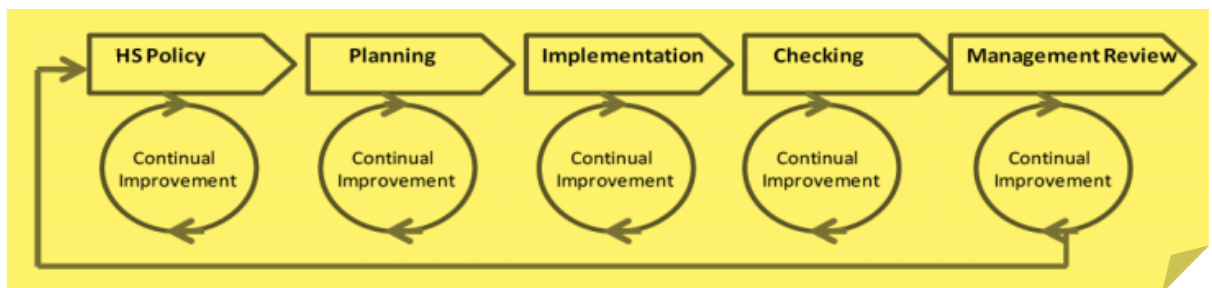 HS Policy
Planning
Implementation
Checking
Management Review
Continual
Improvement
Continual
Improvement
Continual
Improvement
Continual
Improvement
Continual
Improvement